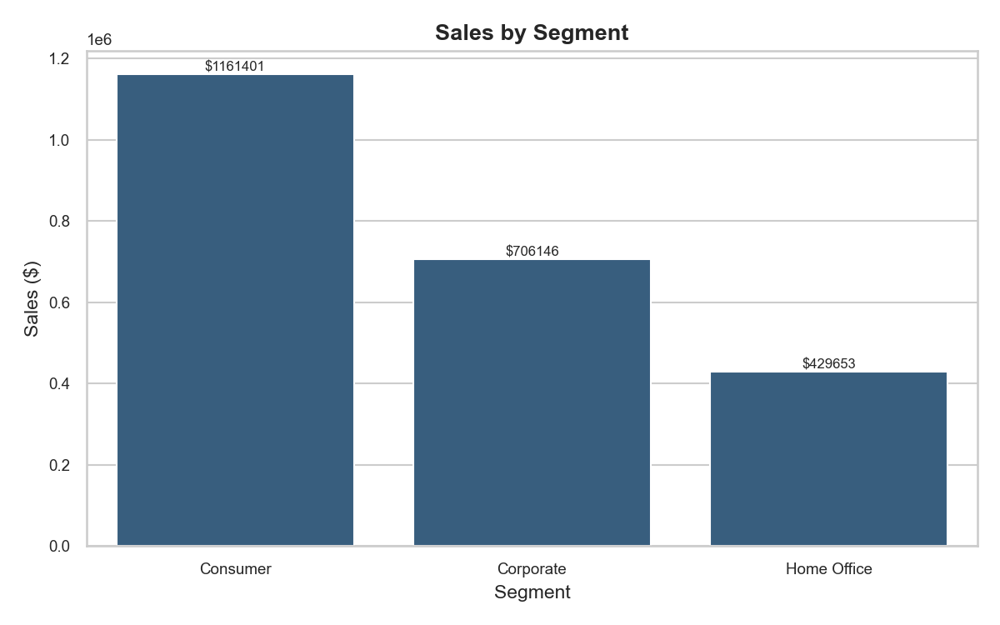 Sales by Segment
1e6
1.2
1.0
0.8
0.6
0.4
0.2
0.0
Sales ($)
$1161401
$706146
$429653
Consumer
Corporate
Home Office
Segment